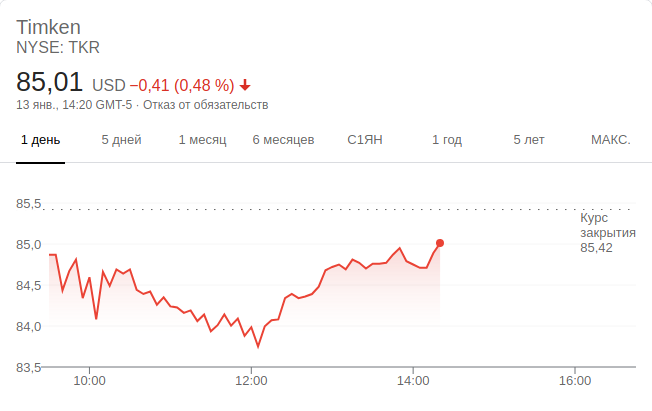 Timken
NYSE: TKR
85,01 USD −0,41 (0,48 %)
13 янв., 14:20 GMT-5 · Отказ от обязательств
1 день 5 дней 1 месяц 6 месяцев С1ЯН 1 год 5 лет МАКС.
85,5
Курс
закрытия
85,42
85,0
84,5
84,0
83,5
10:00 12:00 14:00 16:00